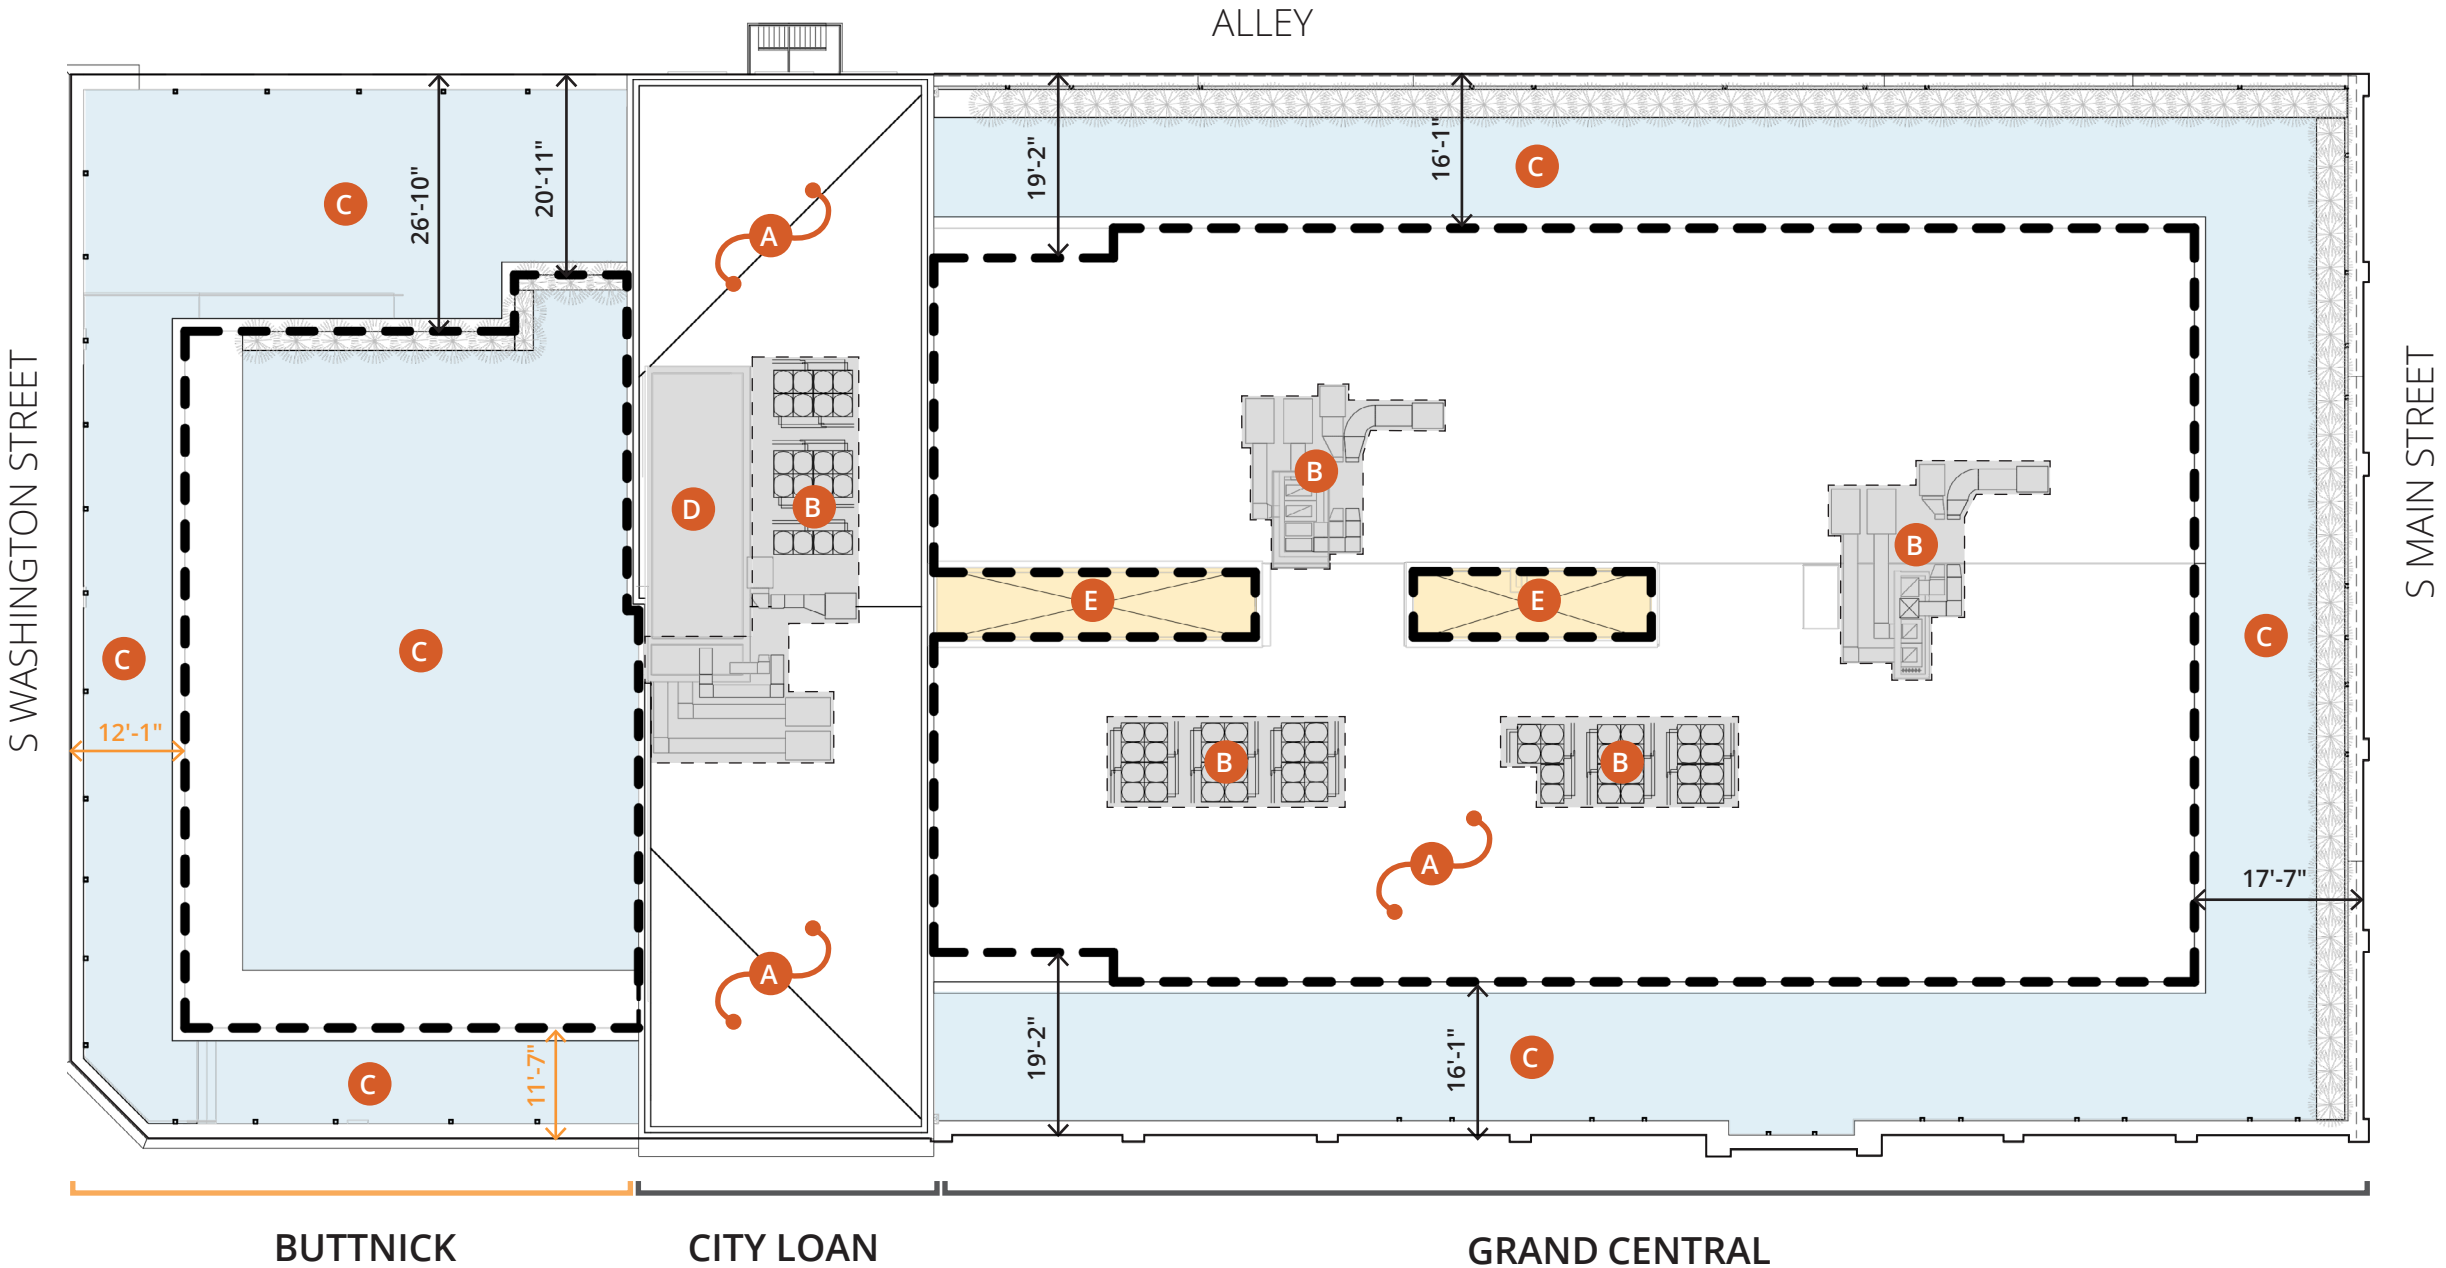 ALLEY
S WASHINGTON STREET
S MAIN STREET
26'-10"
20'-11"
19'-2"
16'-1"
C
C
A
B
D
B
B
E
E
C
C
C
12'-1"
B
B
A
17'-7"
A
11'-7"
19'-2"
16'-1"
C
C
BUTTNICK
CITY LOAN
GRAND CENTRAL